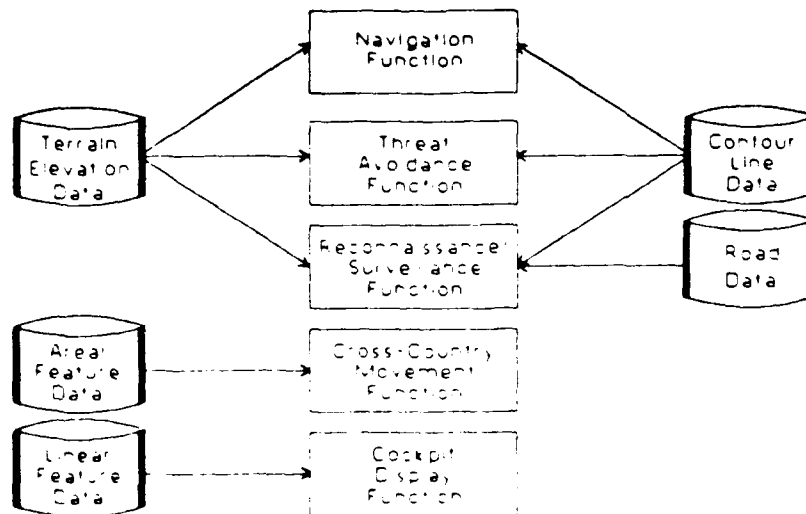 Navigation
Function
Terrain
Elevation
Data
Threat
Avoidance
Function
Contour
Line
Data
Reconnaissance/
Surveillance
Function
Road
Data
Areal
Feature
Data
Cross-Country
Movement
Function
Linear
Feature
Data
Cockpit
Display
Function